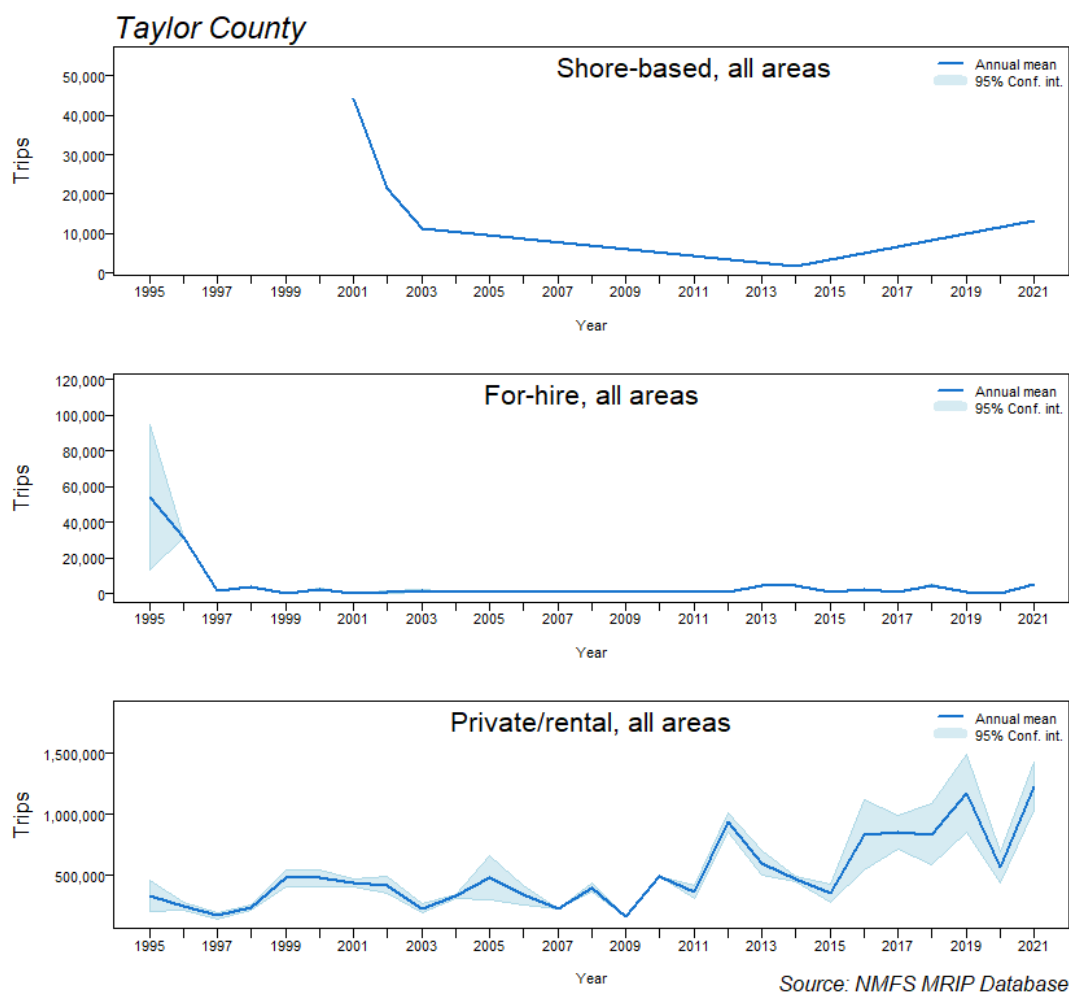 Taylor County
Shore-based, all areas
Annual mean
95% Conf. int.
Trips
50,000
40,000
30,000
20,000
10,000
0
1995 1997 1999 2001 2003 2005 2007 2009 2011 2013 2015 2017 2019 2021
Year
For-hire, all areas
Annual mean
95% Conf. int.
Trips
120,000
100,000
80,000
60,000
40,000
20,000
0
1995 1997 1999 2001 2003 2005 2007 2009 2011 2013 2015 2017 2019 2021
Year
Private/rental, all areas
Annual mean
95% Conf. int.
Trips
1,500,000
1,000,000
500,000
1995 1997 1999 2001 2003 2005 2007 2009 2011 2013 2015 2017 2019 2021
Year
Source: NMFS MRIP Database